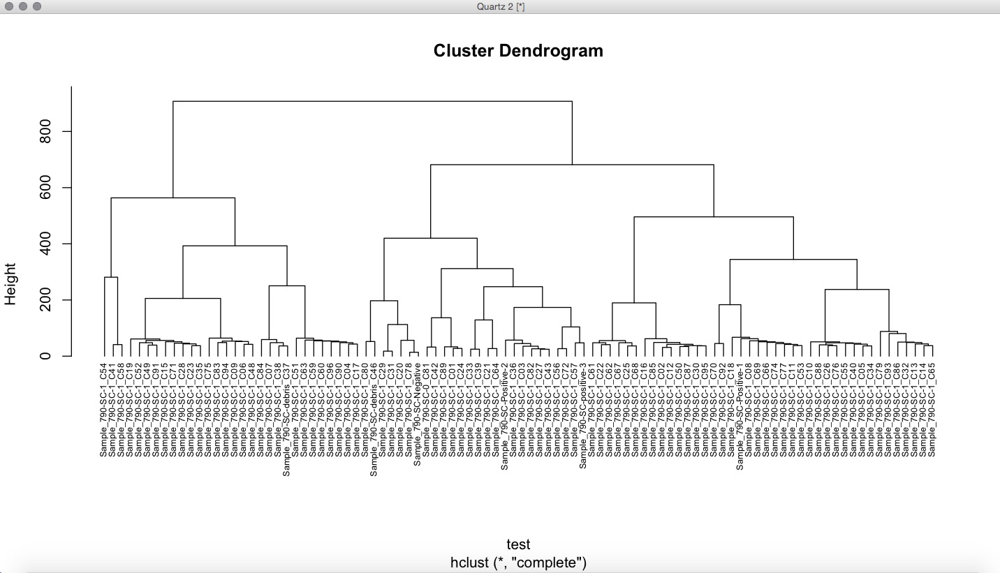 Quartz 2 [*]
Cluster Dendrogram
Height
0
200
400
600
800
Sample_790-SC-1_C54
Sample_790-SC-1_C41
Sample_790-SC-1_C58
Sample_790-SC-1_C19
Sample_790-SC-1_C52
Sample_790-SC-1_C49
Sample_790-SC-1_C91
Sample_790-SC-1_C15
Sample_790-SC-1_C71
Sample_790-SC-1_C28
Sample_790-SC-1_C23
Sample_790-SC-1_C35
Sample_790-SC-1_C75
Sample_790-SC-1_C83
Sample_790-SC-1_C94
Sample_790-SC-1_C09
Sample_790-SC-1_C06
Sample_790-SC-1_C48
Sample_790-SC-1_C84
Sample_790-SC-1_C07
Sample_790-SC-1_C38
Sample_790-SC-debris_C37
Sample_790-SC-1_C51
Sample_790-SC-1_C63
Sample_790-SC-1_C59
Sample_790-SC-1_C60
Sample_790-SC-1_C96
Sample_790-SC-1_C90
Sample_790-SC-1_C04
Sample_790-SC-1_C17
Sample_790-SC-1_C80
Sample_790-SC-debris_C46
Sample_790-SC-1_C29
Sample_790-SC-1_C31
Sample_790-SC-1_C20
Sample_790-SC-1_C78
Sample_790-SC-Negative
Sample_790-SC-0_C81
Sample_790-SC-1_C42
Sample_790-SC-1_C89
Sample_790-SC-1_C01
Sample_790-SC-1_C24
Sample_790-SC-1_C33
Sample_790-SC-1_C39
Sample_790-SC-1_C21
Sample_790-SC-1_C64
Sample_790-SC-Positive-2
Sample_790-SC-1_C36
Sample_790-SC-1_C03
Sample_790-SC-1_C82
Sample_790-SC-1_C27
Sample_790-SC-1_C43
Sample_790-SC-1_C56
Sample_790-SC-1_C72
Sample_790-SC-1_C57
Sample_790-SC-positive-3
Sample_790-SC-1_C61
Sample_790-SC-1_C22
Sample_790-SC-1_C62
Sample_790-SC-1_C67
Sample_790-SC-1_C25
Sample_790-SC-1_C68
Sample_790-SC-1_C16
Sample_790-SC-1_C85
Sample_790-SC-1_C02
Sample_790-SC-1_C12
Sample_790-SC-1_C50
Sample_790-SC-1_C87
Sample_790-SC-1_C30
Sample_790-SC-1_C95
Sample_790-SC-1_C70
Sample_790-SC-1_C92
Sample_790-SC-1_C18
Sample_790-SC-Positive-1
Sample_790-SC-1_C08
Sample_790-SC-1_C69
Sample_790-SC-1_C66
Sample_790-SC-1_C74
Sample_790-SC-1_C77
Sample_790-SC-1_C11
Sample_790-SC-1_C53
Sample_790-SC-1_C10
Sample_790-SC-1_C88
Sample_790-SC-1_C26
Sample_790-SC-1_C76
Sample_790-SC-1_C55
Sample_790-SC-1_C40
Sample_790-SC-1_C05
Sample_790-SC-1_C34
Sample_790-SC-1_C79
Sample_790-SC-1_C93
Sample_790-SC-1_C86
Sample_790-SC-1_C32
Sample_790-SC-1_C13
Sample_790-SC-1_C14
Sample_790-SC-1_C65
test
hclust (*, "complete")